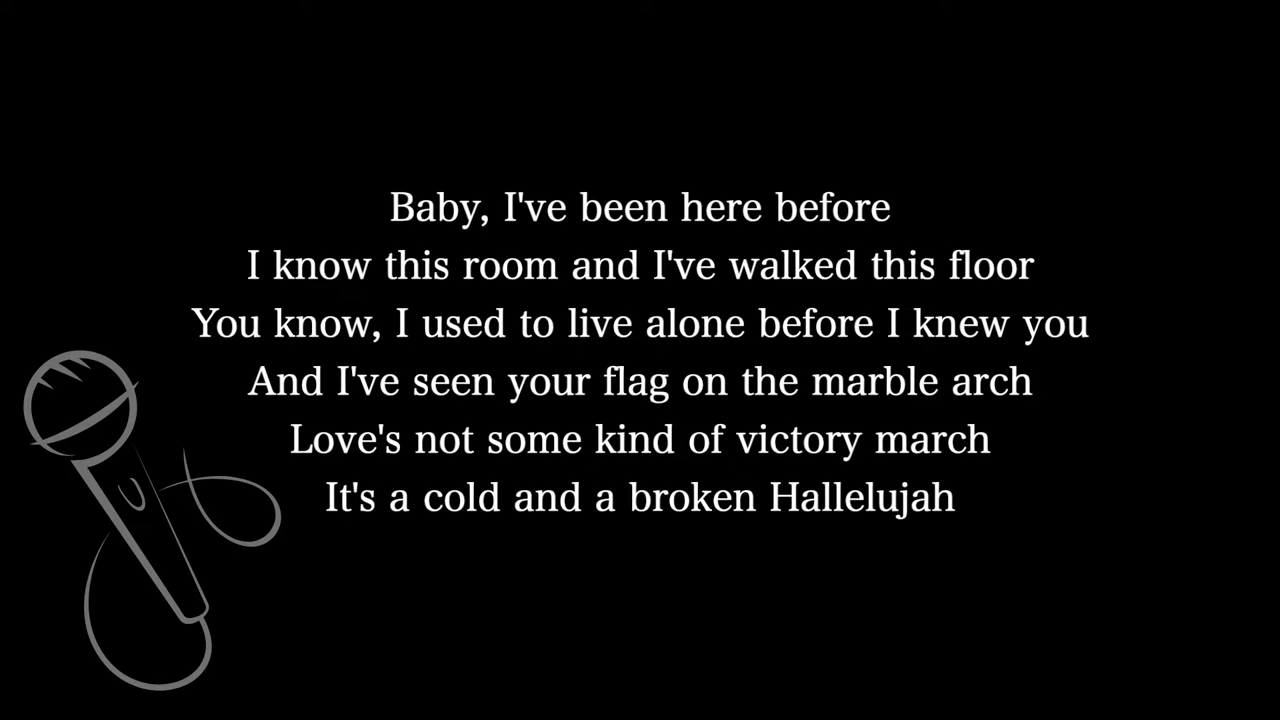 Baby, I've been here before
I know this room and I've walked this floor
You know, I used to live alone before I knew you
And I've seen your flag on the marble arch
Love's not some kind of victory march
It's a cold and a broken Hallelujah